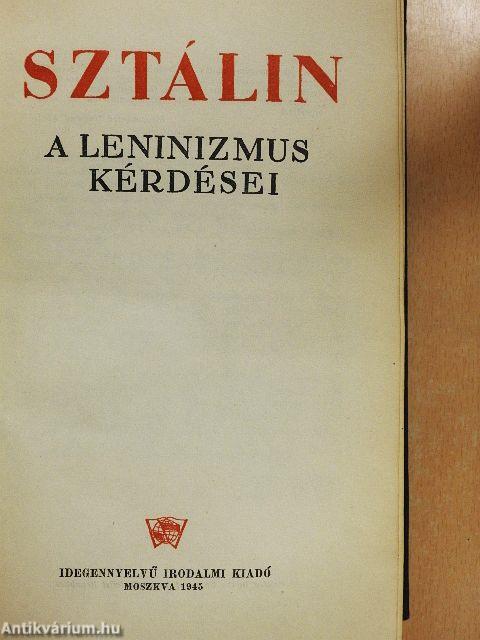 SZTÁLIN
A LENINIZMUS
KÉRDÉSEI
IDEGENNYELVŰ IRODALMI KIADÓ
MOSZKVA 1945
Antikvárium.hu